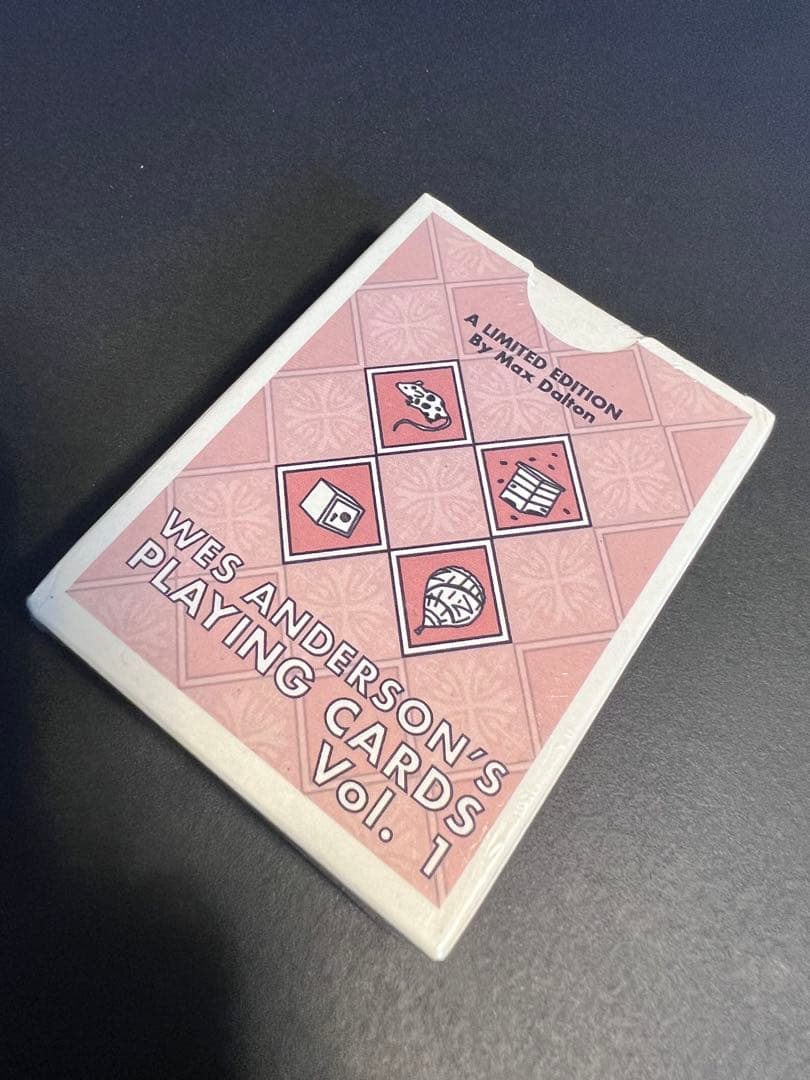 A LIMITED EDITION
By Max Dalton
WES ANDERSON'S
PLAYING CARDS
Vol. 1